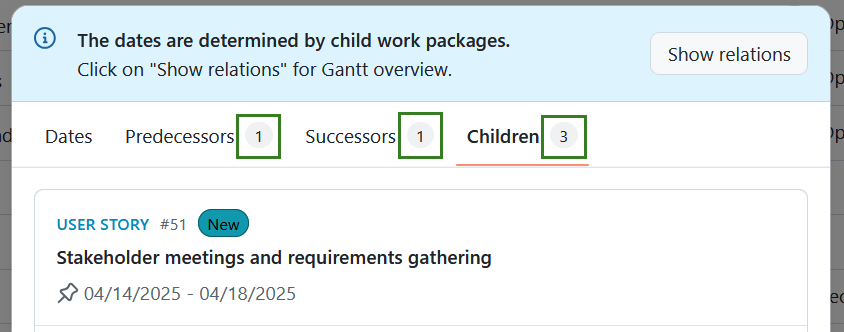 The dates are determined by child work packages.
Click on "Show relations" for Gantt overview.
Show relations
Dates Predecessors 1 Successors 1 Children 3
USER STORY #51 New
Stakeholder meetings and requirements gathering
04/14/2025 - 04/18/2025